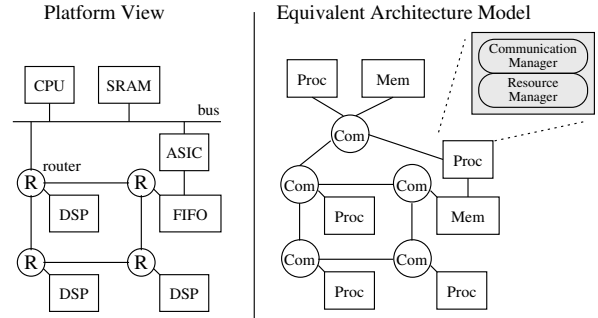 Platform View
Equivalent Architecture Model
CPU
SRAM
bus
ASIC
router
R
R
DSP
FIFO
R
R
DSP
DSP
Communication
Manager
Resource
Manager
Proc
Mem
Com
Proc
Com
Com
Proc
Mem
Com
Com
Proc
Proc